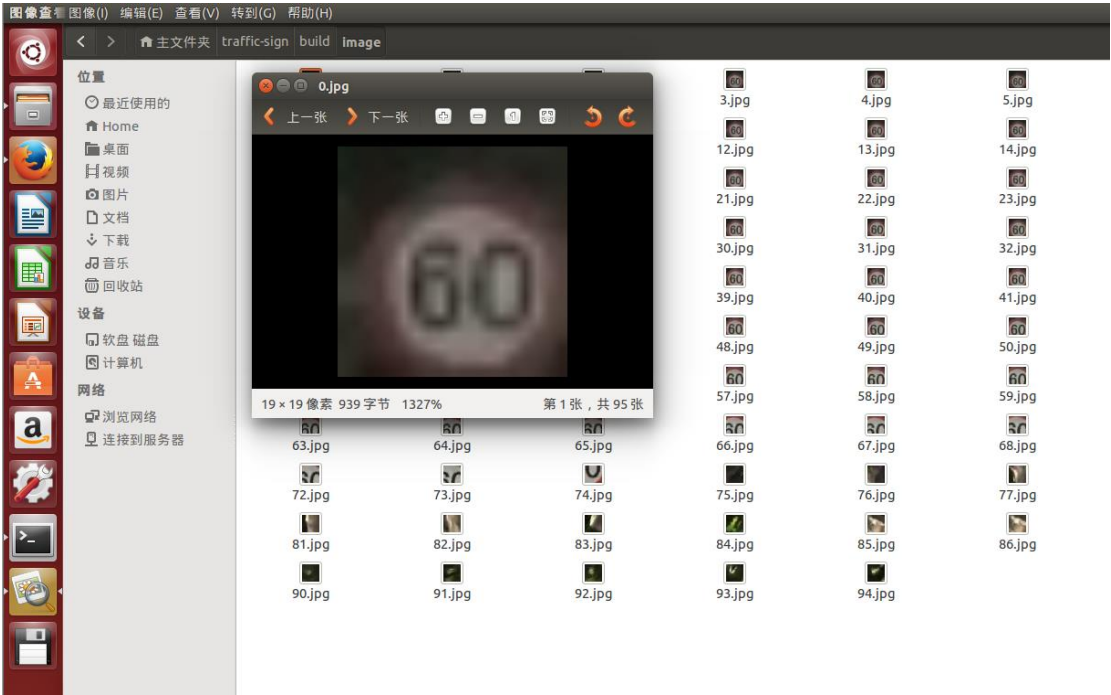 图像查看 图像(I) 编辑(E) 查看(V) 转到(G) 帮助(H)
主文件夹 traffic-sign build image
位置
最近使用的
Home
桌面
视频
图片
文档
下载
音乐
回收站
设备
软盘 磁盘
计算机
网络
浏览网络
连接到服务器
0.jpg
上一张 下一张
60
19 × 19 像素 939 字节 1327% 第 1 张，共 95 张
3.jpg 4.jpg 5.jpg
12.jpg 13.jpg 14.jpg
21.jpg 22.jpg 23.jpg
30.jpg 31.jpg 32.jpg
39.jpg 40.jpg 41.jpg
48.jpg 49.jpg 50.jpg
57.jpg 58.jpg 59.jpg
63.jpg 64.jpg 65.jpg 66.jpg 67.jpg 68.jpg
72.jpg 73.jpg 74.jpg 75.jpg 76.jpg 77.jpg
81.jpg 82.jpg 83.jpg 84.jpg 85.jpg 86.jpg
90.jpg 91.jpg 92.jpg 93.jpg 94.jpg